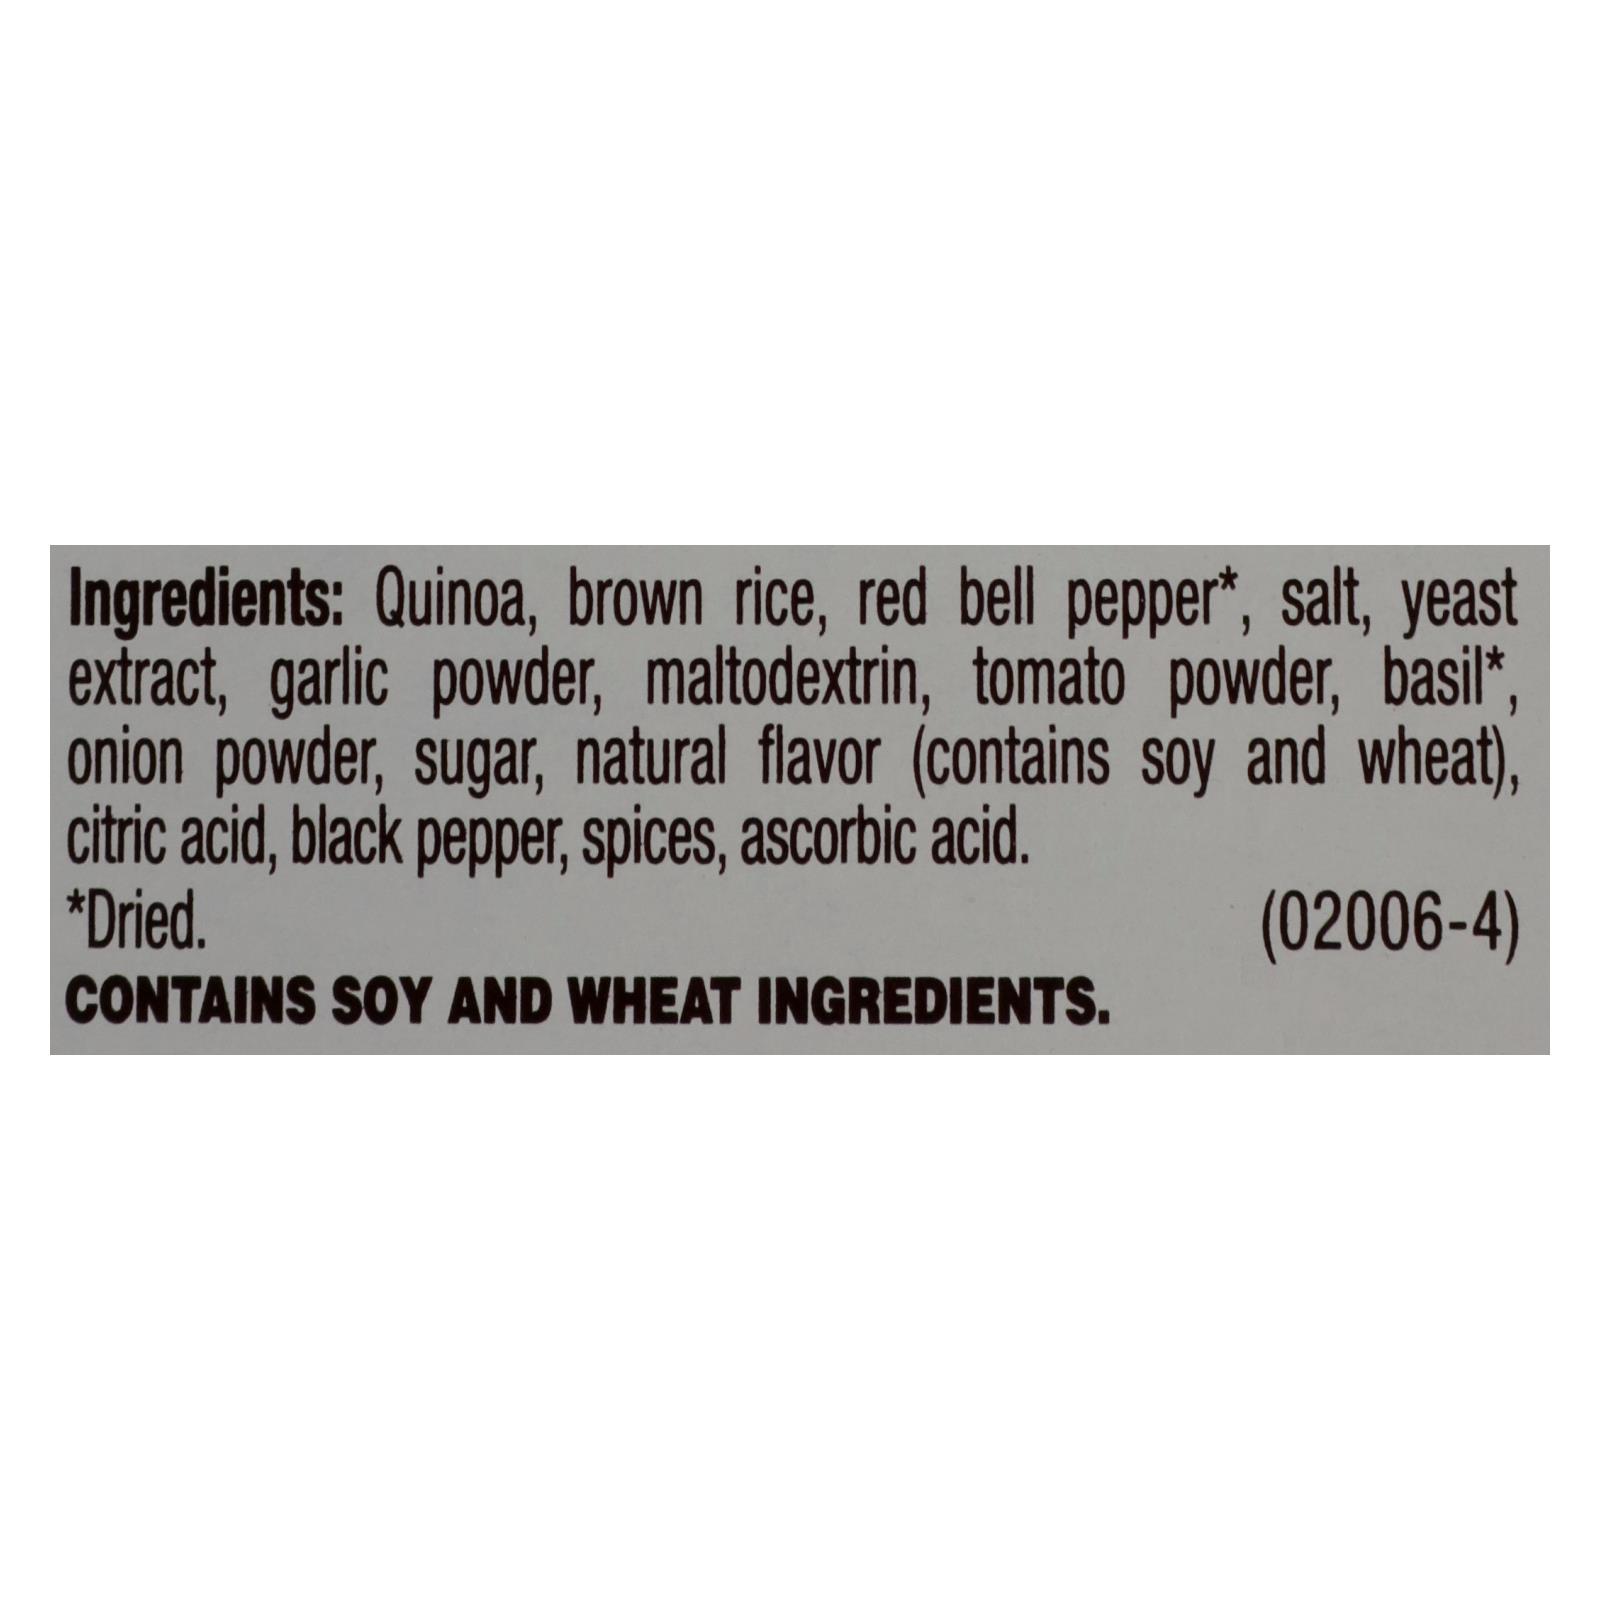 Ingredients: Quinoa, brown rice, red bell pepper*, salt, yeast
extract, garlic powder, maltodextrin, tomato powder, basil*,
onion powder, sugar, natural flavor (contains soy and wheat),
citric acid, black pepper, spices, ascorbic acid.
*Dried. (02006-4)
CONTAINS SOY AND WHEAT INGREDIENTS.